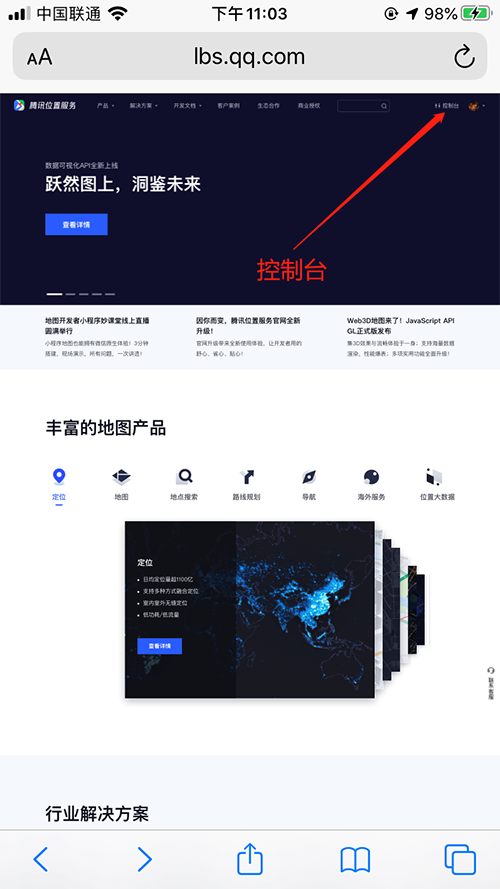 中国联通
下午11:03
98%
AA
lbs.qq.com
腾讯位置服务
产品
解决方案
开发文档
客户案例
生态合作
商业授权
控制台
数据可视化API全新上线
跃然图上，洞鉴未来
查看详情
控制台
地图开发者小程序妙课堂线上直播
圆满举行
小程序地图也能拥有微信原生体验！3分钟
搭建，现场演示，所有问题，一次讲透！
因你而变，腾讯位置服务官网全新
升级！
官网升级带来全新使用体验，让开发者用的
舒心、省心、贴心！
Web3D地图来了！JavaScript API
GL正式版发布
集3D效果与流畅体验于一身；支持海量数据
渲染，性能爆表；多项实用功能全面升级！
丰富的地图产品
定位
地图
地点搜索
路线规划
导航
海外服务
位置大数据
定位
日均定位量超1100亿
支持多种方式融合定位
室内室外无缝定位
低功耗/低流量
查看详情
联系客服
行业解决方案